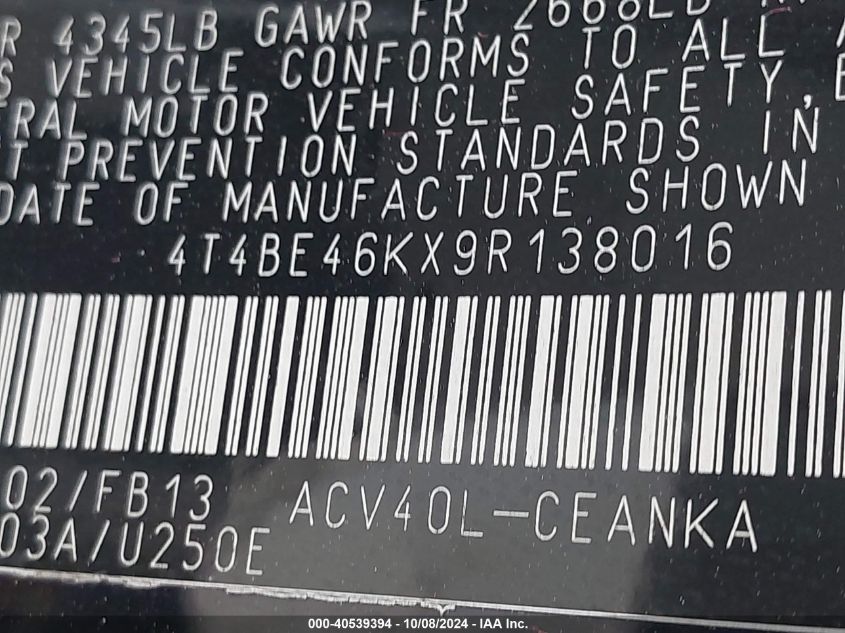 R 4345LB GAWR FR 2668LB
S VEHICLE CONFORMS TO ALL A
ERAL MOTOR VEHICLE SAFETY,
T PREVENTION STANDARDS IN
DATE OF MANUFACTURE SHOWN
4T4BE46KX9R138016
02/FB13 ACV40L-CEANKA
03A/U250E
000-40539394 - 10/08/2024 - IAA Inc.